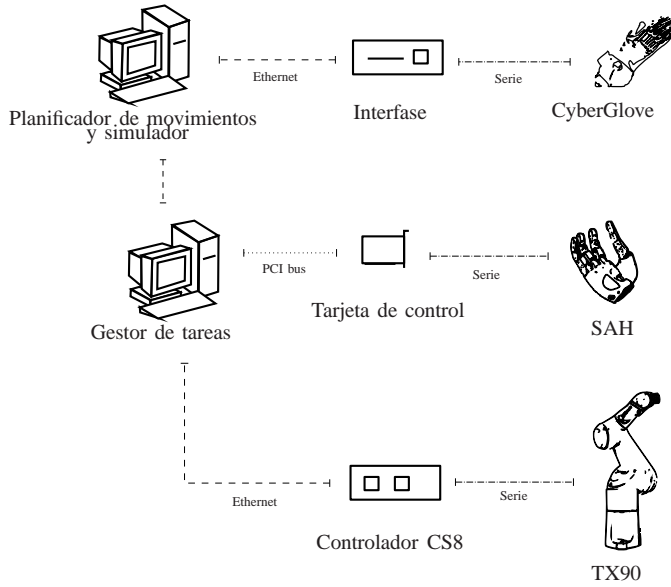 Ethernet
Serie
Planificador de movimientos
y simulador
Interfase
CyberGlove
PCI bus
Serie
Gestor de tareas
Tarjeta de control
SAH
Ethernet
Serie
Controlador CS8
TX90